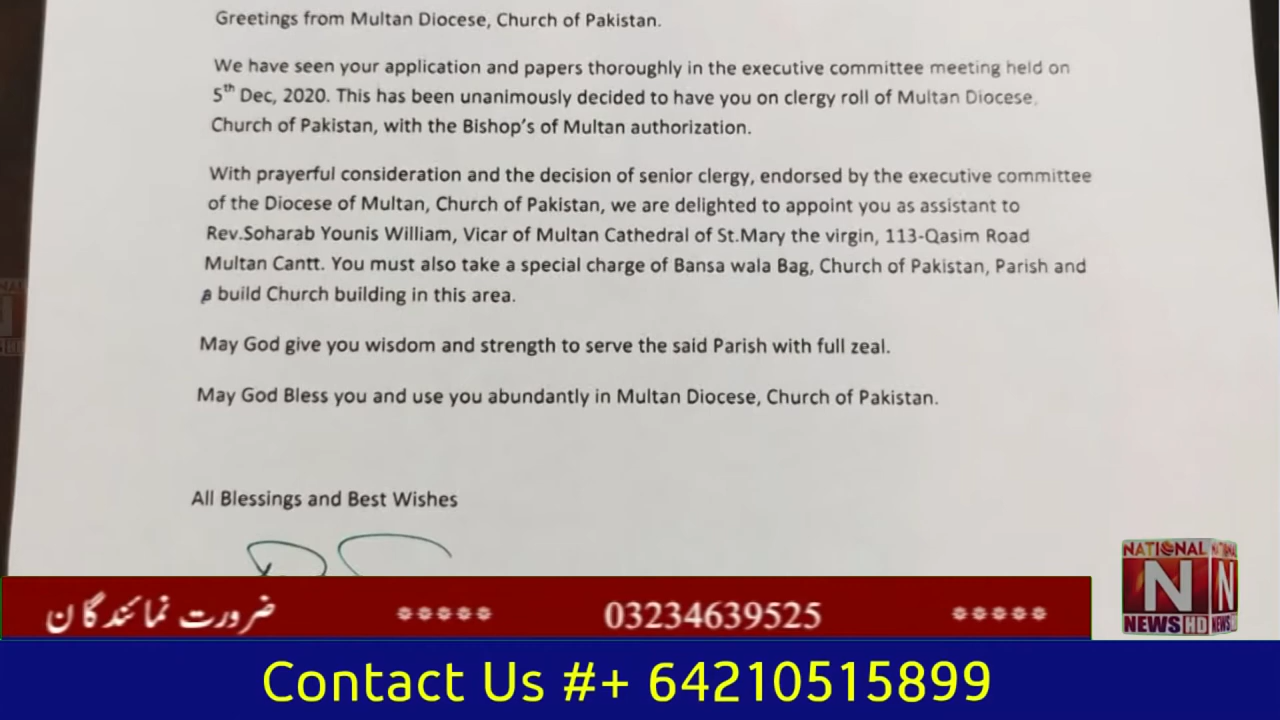 Greetings from Multan Diocese, Church of Pakistan.
We have seen your application and papers thoroughly in the executive committee meeting held on
5th Dec, 2020. This has been unanimously decided to have you on clergy roll of Multan Diocese,
Church of Pakistan, with the Bishop's of Multan authorization.
With prayerful consideration and the decision of senior clergy, endorsed by the executive committee
of the Diocese of Multan, Church of Pakistan, we are delighted to appoint you as assistant to
Rev.Soharab Younis William, Vicar of Multan Cathedral of St.Mary the virgin, 113-Qasim Road
Multan Cantt. You must also take a special charge of Bansa wala Bag, Church of Pakistan, Parish and
build Church building in this area.
May God give you wisdom and strength to serve the said Parish with full zeal.
May God Bless you and use you abundantly in Multan Diocese, Church of Pakistan.
All Blessings and Best Wishes
ضرورت نمائندگان ***** 03234639525 *****
NATIONAL
N N
NEWS HD NEWS
Contact Us #+ 64210515899